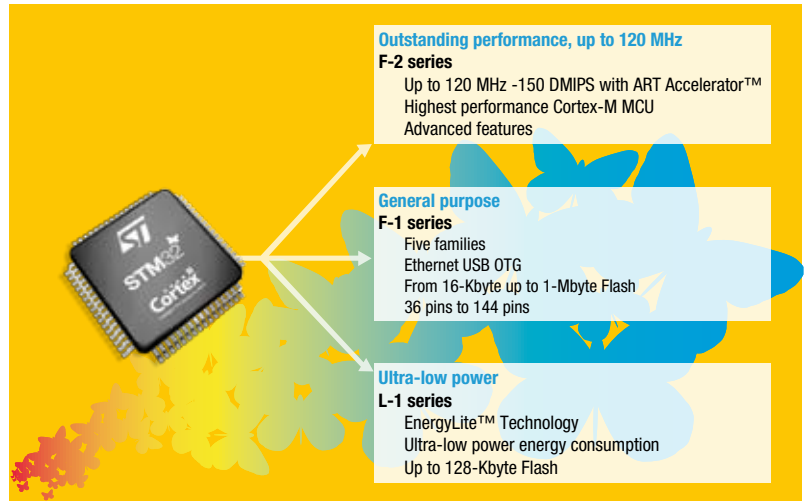 Outstanding performance, up to 120 MHz
F-2 series
Up to 120 MHz -150 DMIPS with ART Accelerator™
Highest performance Cortex-M MCU
Advanced features
General purpose
F-1 series
Five families
Ethernet USB OTG
From 16-Kbyte up to 1-Mbyte Flash
36 pins to 144 pins
ST
STM32
Cortex
Ultra-low power
L-1 series
EnergyLite™ Technology
Ultra-low power energy consumption
Up to 128-Kbyte Flash